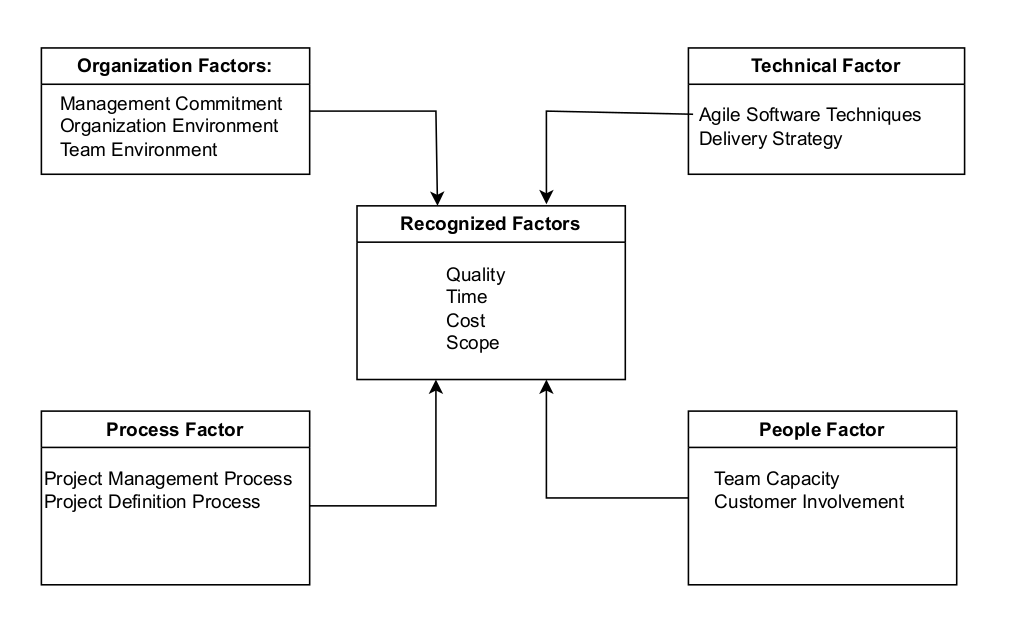 Organization Factors:
Management Commitment
Organization Environment
Team Environment
Technical Factor
Agile Software Techniques
Delivery Strategy
Recognized Factors
Quality
Time
Cost
Scope
Process Factor
Project Management Process
Project Definition Process
People Factor
Team Capacity
Customer Involvement